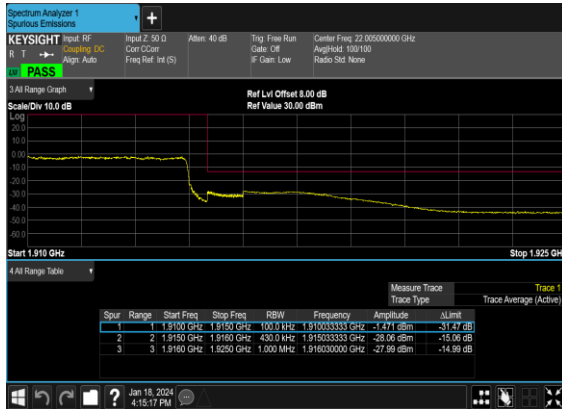 Spectrum Analyzer 1
Spurious Emissions
+
KEYSIGHT Input: RF Input Z: 50 Ω Atten: 40 dB Trig: Free Run Center Freq: 22.005000000 GHz
R T Coupling: DC Corr CCorr Gate: Off Avg|Hold: 100/100
Align: Auto Freq Ref: Int (S) IF Gain: Low Radio Std: None
LU PASS
3 All Range Graph
Ref Lvl Offset 8.00 dB
Scale/Div 10.0 dB Ref Value 30.00 dBm
Log
20.0
10.0
0.00
-10.0
-20.0
-30.0
-40.0
-50.0
-60.0
Start 1.910 GHz Stop 1.925 GH
4 All Range Table
Measure Trace Trace 1
Trace Type Trace Average (Active)
Spur Range Start Freq Stop Freq RBW Frequency Amplitude ΔLimit
1 1 1.9100 GHz 1.9150 GHz 100.0 kHz 1.910033333 GHz -1.471 dBm -31.47 dB
2 2 1.9150 GHz 1.9160 GHz 430.0 kHz 1.915033333 GHz -28.06 dBm -15.06 dB
3 3 1.9160 GHz 1.9250 GHz 1.000 MHz 1.916030000 GHz -27.99 dBm -14.99 dB
?
Jan 18, 2024
4:15:17 PM